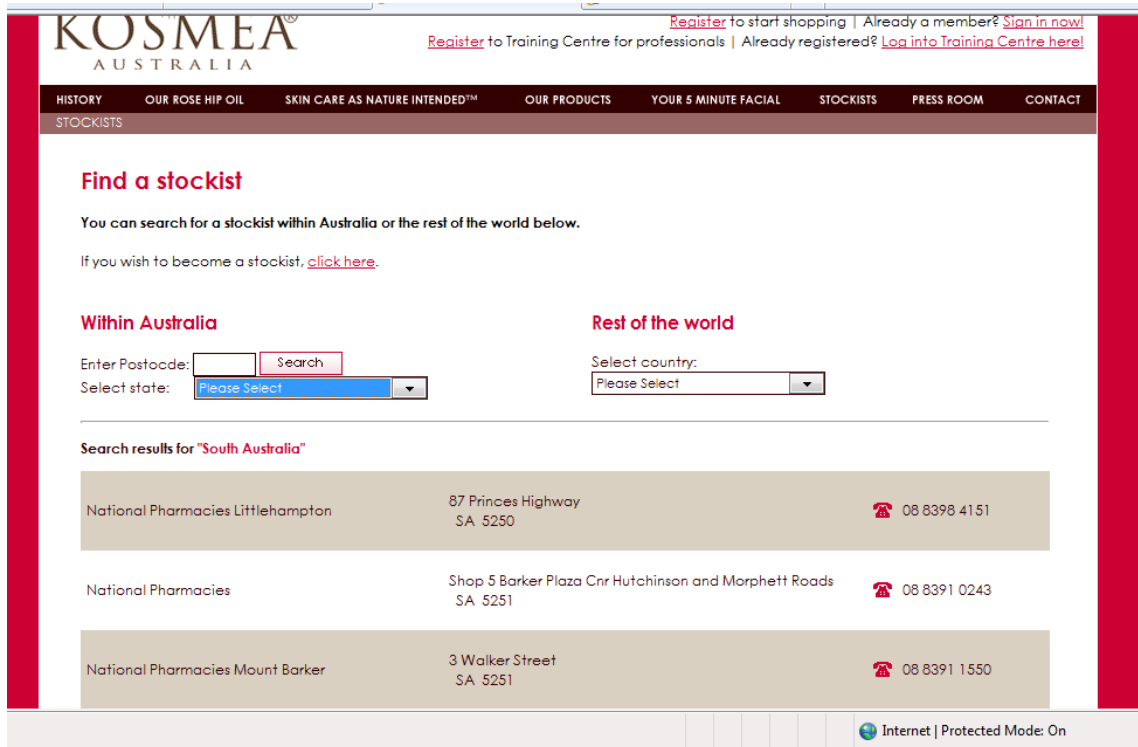 KOSMEA®
AUSTRALIA
Register to start shopping | Already a member? Sign in now!
Register to Training Centre for professionals | Already registered? Log into Training Centre here!
HISTORY OUR ROSE HIP OIL SKIN CARE AS NATURE INTENDED™ OUR PRODUCTS YOUR 5 MINUTE FACIAL STOCKISTS PRESS ROOM CONTACT
STOCKISTS
Find a stockist
You can search for a stockist within Australia or the rest of the world below.
If you wish to become a stockist, click here.
Within Australia
Enter Postocde: Search
Select state: Please Select
Rest of the world
Select country:
Please Select
Search results for "South Australia"
National Pharmacies Littlehampton 87 Princes Highway 08 8398 4151
SA 5250
National Pharmacies Shop 5 Barker Plaza Cnr Hutchinson and Morphett Roads 08 8391 0243
SA 5251
National Pharmacies Mount Barker 3 Walker Street 08 8391 1550
SA 5251
Internet | Protected Mode: On